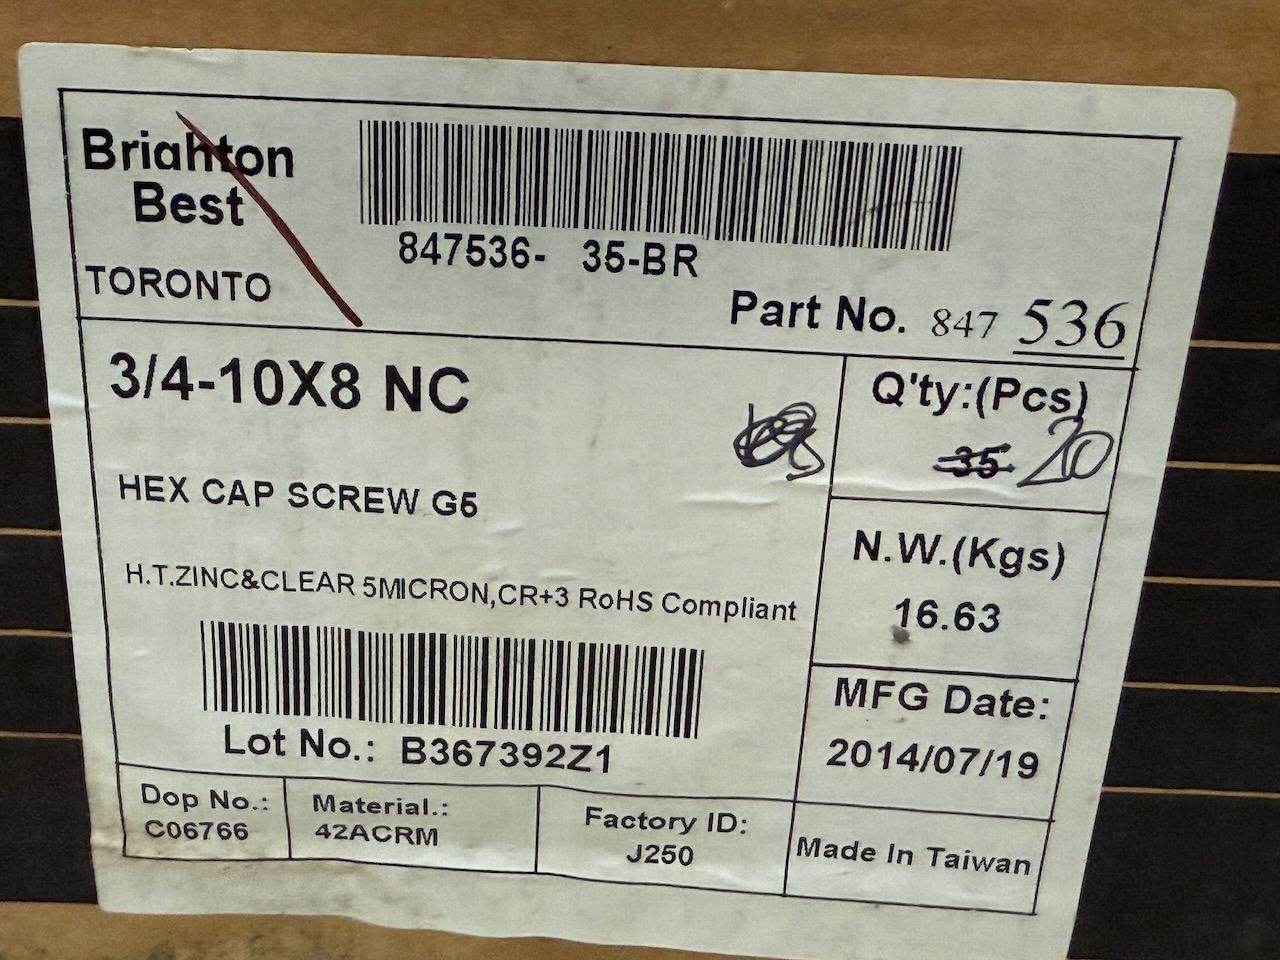 Brighton
Best
TORONTO
847536- 35-BR
Part No. 847 536
3/4-10X8 NC
Q'ty:(Pcs)
35 20
HEX CAP SCREW G5
N.W.(Kgs)
16.63
H.T.ZINC&CLEAR 5MICRON,CR+3 RoHS Compliant
MFG Date:
2014/07/19
Lot No.: B367392Z1
Dop No.:
C06766
Material.:
42ACRM
Factory ID:
J250
Made In Taiwan